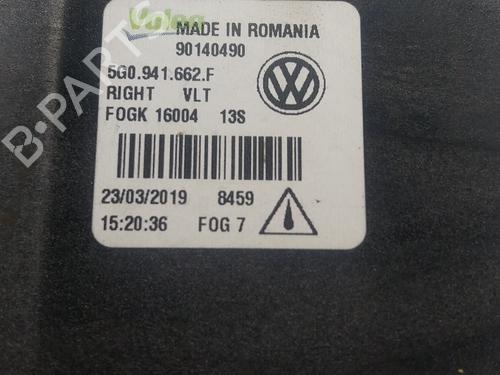 Valeo
MADE IN ROMANIA
90140490
5G0.941.662.F
RIGHT VLT
FOGK 16004 13S
23/03/2019 8459
15:20:36 FOG 7
B-PARTS
B-PARTS